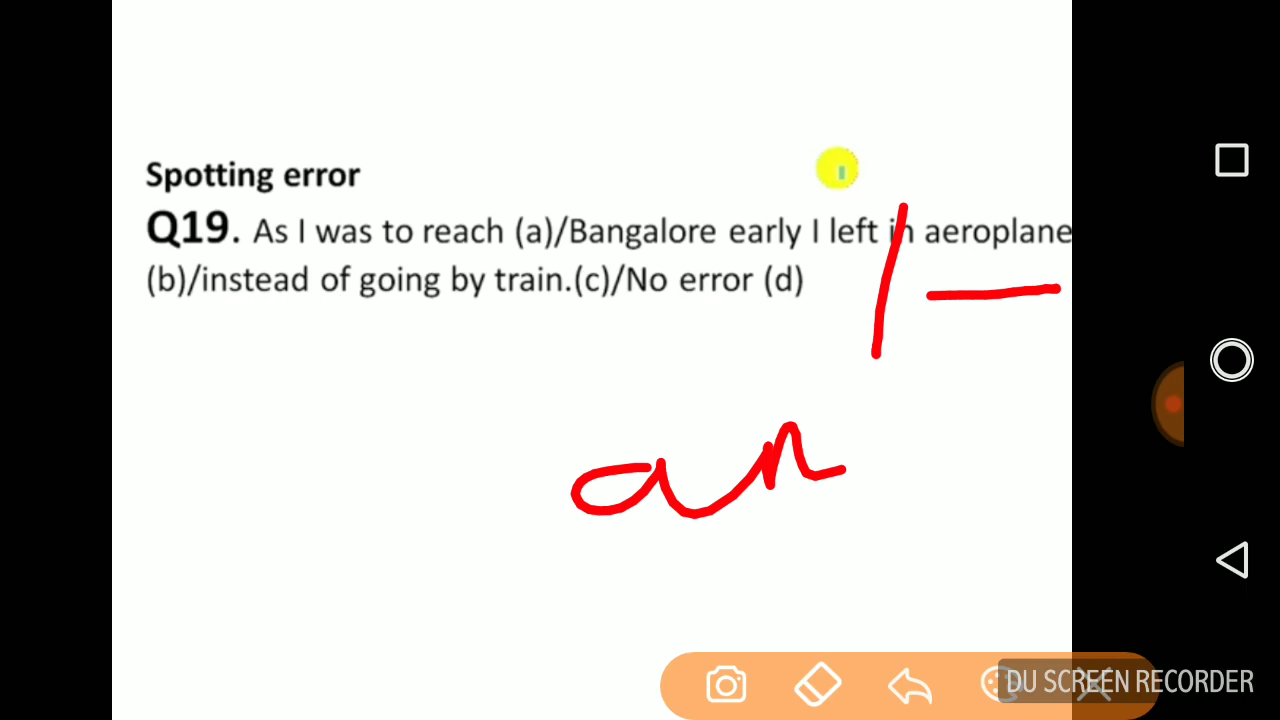 Spotting error
Q19. As I was to reach (a)/Bangalore early I left in aeroplane
(b)/instead of going by train.(c)/No error (d)
an
DU SCREEN RECORDER